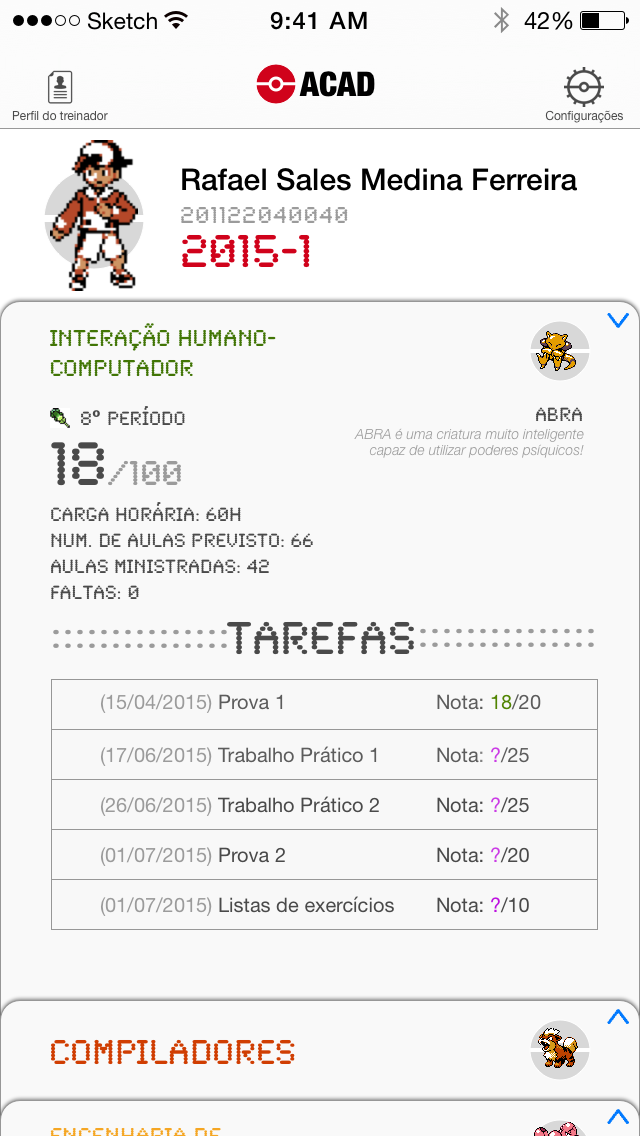 Sketch 9:41 AM 42%
ACAD
Perfil do treinador Configurações
Rafael Sales Medina Ferreira
201122040040
2015-1
INTERAÇÃO HUMANO-
COMPUTADOR
8º PERÍODO
ABRA
ABRA é uma criatura muito inteligente
capaz de utilizar poderes psíquicos!
18/100
CARGA HORÁRIA: 60H
NUM. DE AULAS PREVISTO: 66
AULAS MINISTRADAS: 42
FALTAS: 0
TAREFAS
(15/04/2015) Prova 1 Nota: 18/20
(17/06/2015) Trabalho Prático 1 Nota: ?/25
(26/06/2015) Trabalho Prático 2 Nota: ?/25
(01/07/2015) Prova 2 Nota: ?/20
(01/07/2015) Listas de exercícios Nota: ?/10
COMPILADORES
ENGENHARIA DE